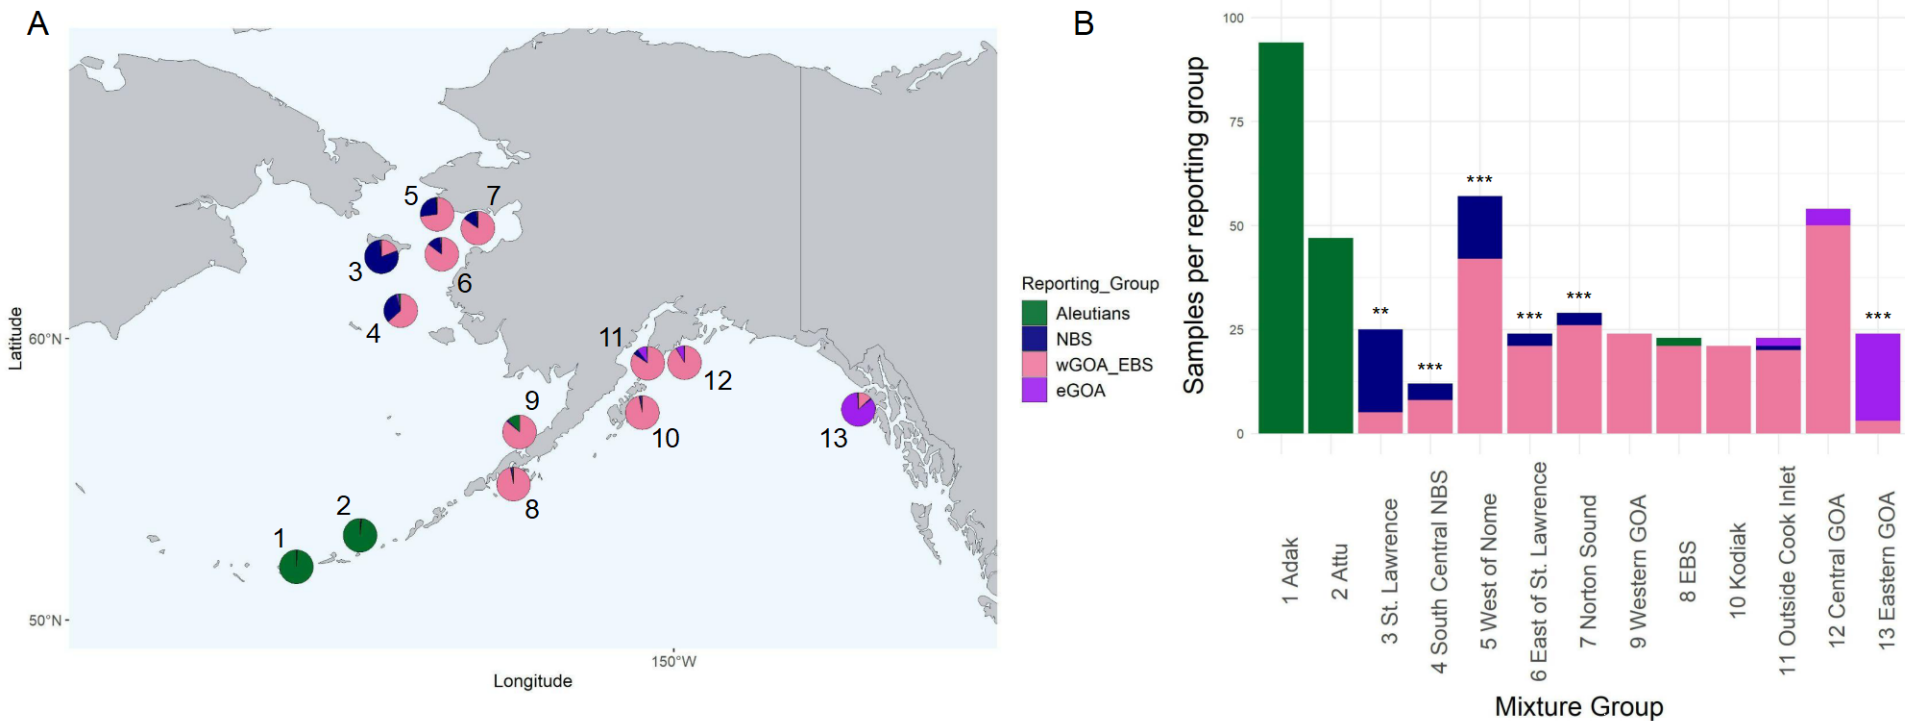 A
5
7
3
6
4
11
12
9
10
13
8
2
1
Latitude
60°N
50°N
150°W
Longitude
Reporting_Group
Aleutians
NBS
wGOA_EBS
eGOA
B
Samples per reporting group
100
75
50
25
0
**
***
***
***
***
***
1 Adak
2 Attu
3 St. Lawrence
4 South Central NBS
5 West of Nome
6 East of St. Lawrence
7 Norton Sound
9 Western GOA
8 EBS
10 Kodiak
11 Outside Cook Inlet
12 Central GOA
13 Eastern GOA
Mixture Group